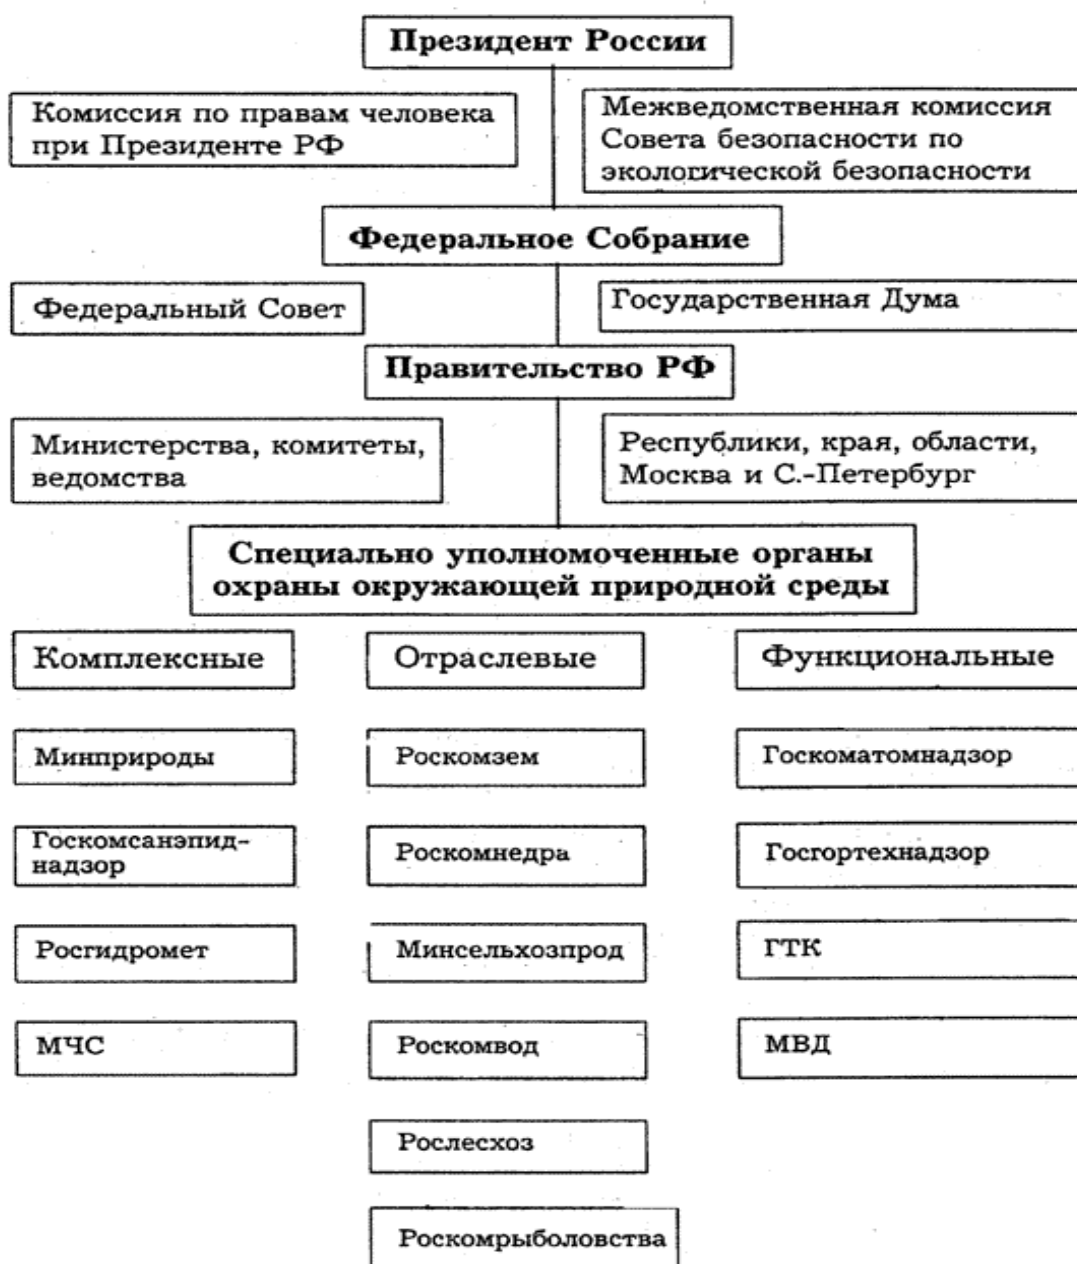 Президент России
Комиссия по правам человека
при Президенте РФ
Межведомственная комиссия
Совета безопасности по
экологической безопасности
Федеральное Собрание
Федеральный Совет
Государственная Дума
Правительство РФ
Министерства, комитеты,
ведомства
Республики, края, области,
Москва и С.-Петербург
Специально уполномоченные органы
охраны окружающей природной среды
Комплексные
Отраслевые
Функциональные
Минприроды
Роскомзем
Госкоматомнадзор
Госкомсанэпид-
надзор
Роскомнедра
Госгортехнадзор
Росгидромет
Минсельхозпрод
ГТК
МЧС
Роскомвод
МВД
Рослесхоз
Роскомрыболовства